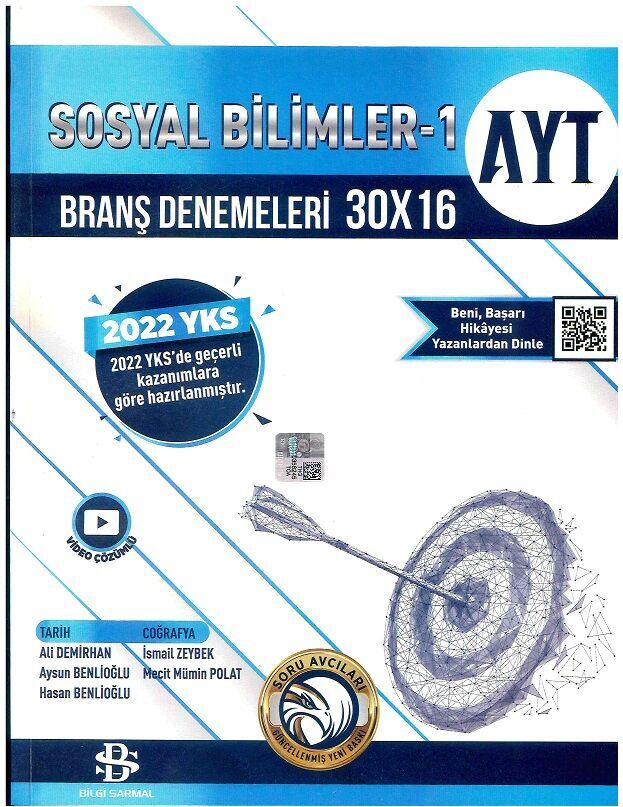 SOSYAL BİLİMLER-1
AYT
BRANŞ DENEMELERİ 30X16
2022 YKS
2022 YKS'de geçerli
kazanımlara
göre hazırlanmıştır.
Beni, Başarı
Hikâyesi
Yazanlardan Dinle
VİDEO ÇÖZÜMLÜ
TARİH
Ali DEMİRHAN
Aysun BENLİOĞLU
Hasan BENLİOĞLU
COĞRAFYA
İsmail ZEYBEK
Mecit Mümin POLAT
SORU AVCILARI
GÜNCELLENMİŞ YENİ BASKI
BS
BİLGİ SARMAL